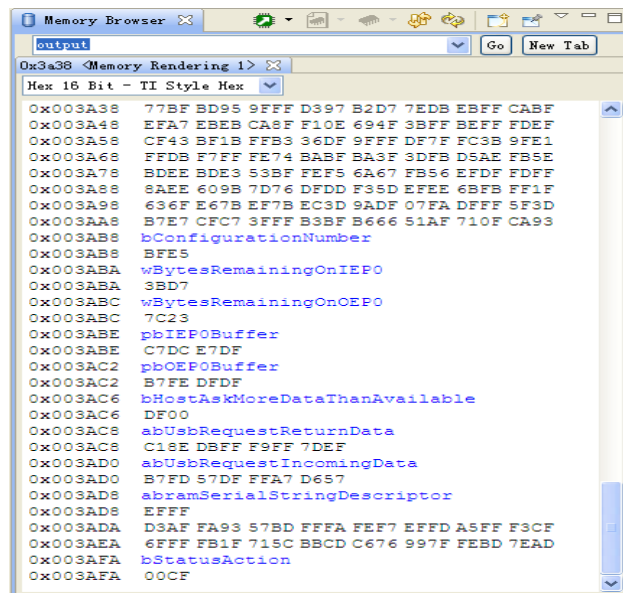 Memory Browser
output
Go
New Tab
0x3a38 <Memory Rendering 1>
Hex 16 Bit - TI Style Hex
0x003A38 77BF BD95 9FFF D397 B2D7 7EDB EBFF CABF
0x003A48 EFA7 EBEB CA8F F10E 694F 3BFF BEFF FDEF
0x003A58 CF43 BF1B FFB3 36DF 9FFF DF7F FC3B 9FE1
0x003A68 FFDB F7FF FE74 BABF BA3F 3DFB D5AE FB5E
0x003A78 BDEE BDE3 53BF FEF5 6A67 FB56 EFDF FDFF
0x003A88 8AEE 609B 7D76 DFDD F35D EFEE 6BFB FF1F
0x003A98 636F E67B EF7B EC3D 9ADF 07FA DFFF 5F3D
0x003AA8 B7E7 CFC7 3FFF B3BF B666 51AF 710F CA93
0x003AB8 bConfigurationNumber
0x003AB8 BFE5
0x003ABA wBytesRemainingOnIEP0
0x003ABA 3BD7
0x003ABC wBytesRemainingOnOEP0
0x003ABC 7C23
0x003ABE pbIEP0Buffer
0x003ABE C7DC E7DF
0x003AC2 pbOEP0Buffer
0x003AC2 B7FE DFDF
0x003AC6 bHostAskMoreDataThanAvailable
0x003AC6 DF00
0x003AC8 abUsbRequestReturnData
0x003AC8 C18E DBFF F9FF 7DEF
0x003AD0 abUsbRequestIncomingData
0x003AD0 B7FD 57DF FFA7 D657
0x003AD8 abramSerialStringDescriptor
0x003AD8 EFFF
0x003ADA D3AF FA93 57BD FFFA FEF7 EFFD A5FF F3CF
0x003AEA 6FFF FB1F 715C BBCD C676 997F FEBD 7EAD
0x003AFA bStatusAction
0x003AFA 00CF